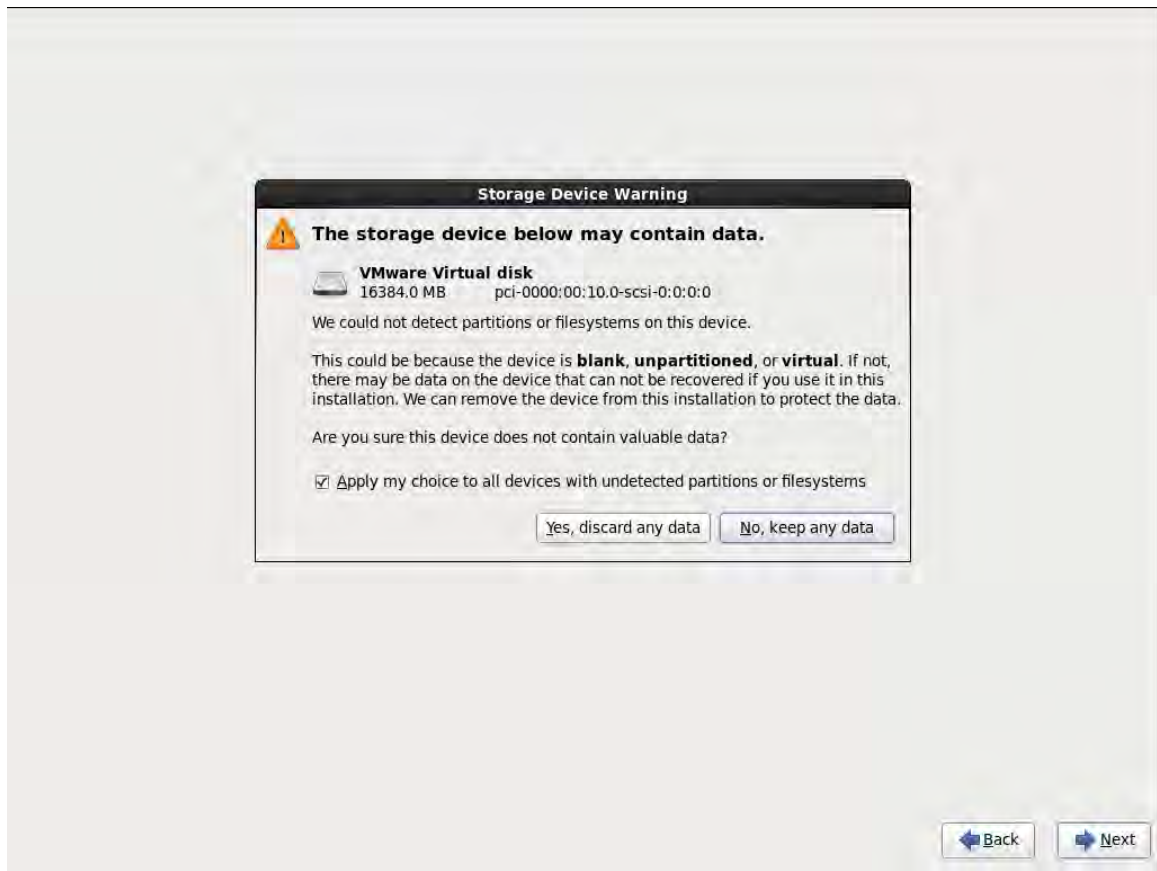 Storage Device Warning
The storage device below may contain data.
VMware Virtual disk
16384.0 MB pci-0000:00:10.0-scsi-0:0:0:0
We could not detect partitions or filesystems on this device.
This could be because the device is blank, unpartitioned, or virtual. If not,
there may be data on the device that can not be recovered if you use it in this
installation. We can remove the device from this installation to protect the data.
Are you sure this device does not contain valuable data?
Apply my choice to all devices with undetected partitions or filesystems
Yes, discard any data No, keep any data
Back Next